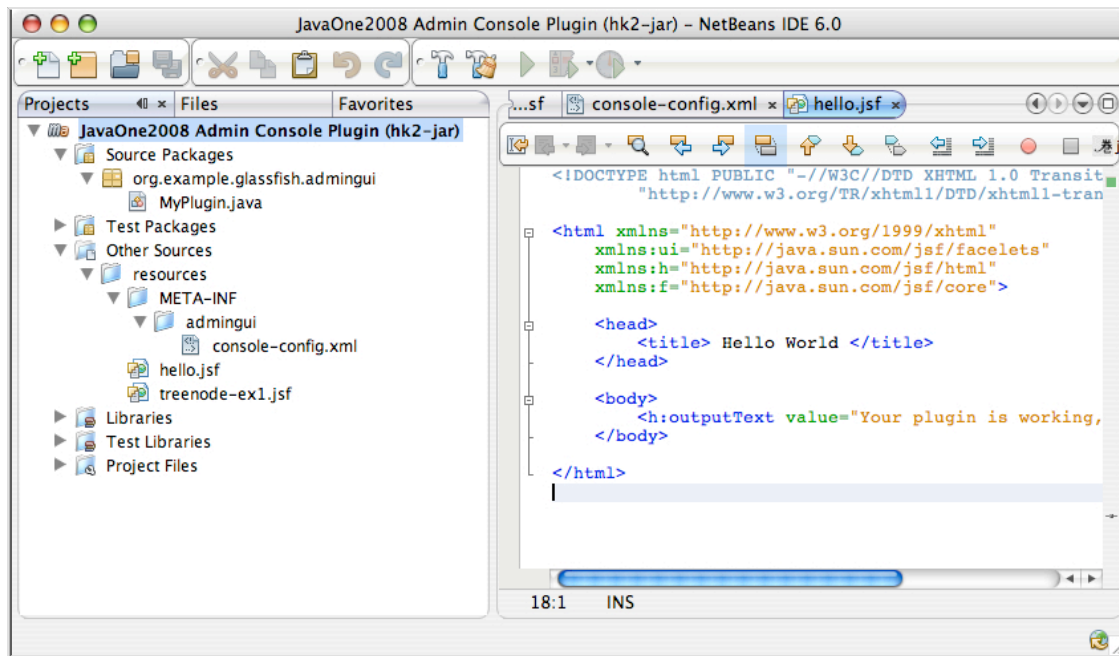 JavaOne2008 Admin Console Plugin (hk2-jar) – NetBeans IDE 6.0
Projects Files Favorites
JavaOne2008 Admin Console Plugin (hk2-jar)
Source Packages
org.example.glassfish.admingui
MyPlugin.java
Test Packages
Other Sources
resources
META-INF
admingui
console-config.xml
hello.jsf
treenode-ex1.jsf
Libraries
Test Libraries
Project Files
...sf console-config.xml hello.jsf
<!DOCTYPE html PUBLIC "-//W3C//DTD XHTML 1.0 Transit
"http://www.w3.org/TR/xhtml1/DTD/xhtml1-tran
<html xmlns="http://www.w3.org/1999/xhtml"
xmlns:ui="http://java.sun.com/jsf/facelets"
xmlns:h="http://java.sun.com/jsf/html"
xmlns:f="http://java.sun.com/jsf/core">
<head>
<title> Hello World </title>
</head>
<body>
<h:outputText value="Your plugin is working,
</body>
</html>
18:1 INS